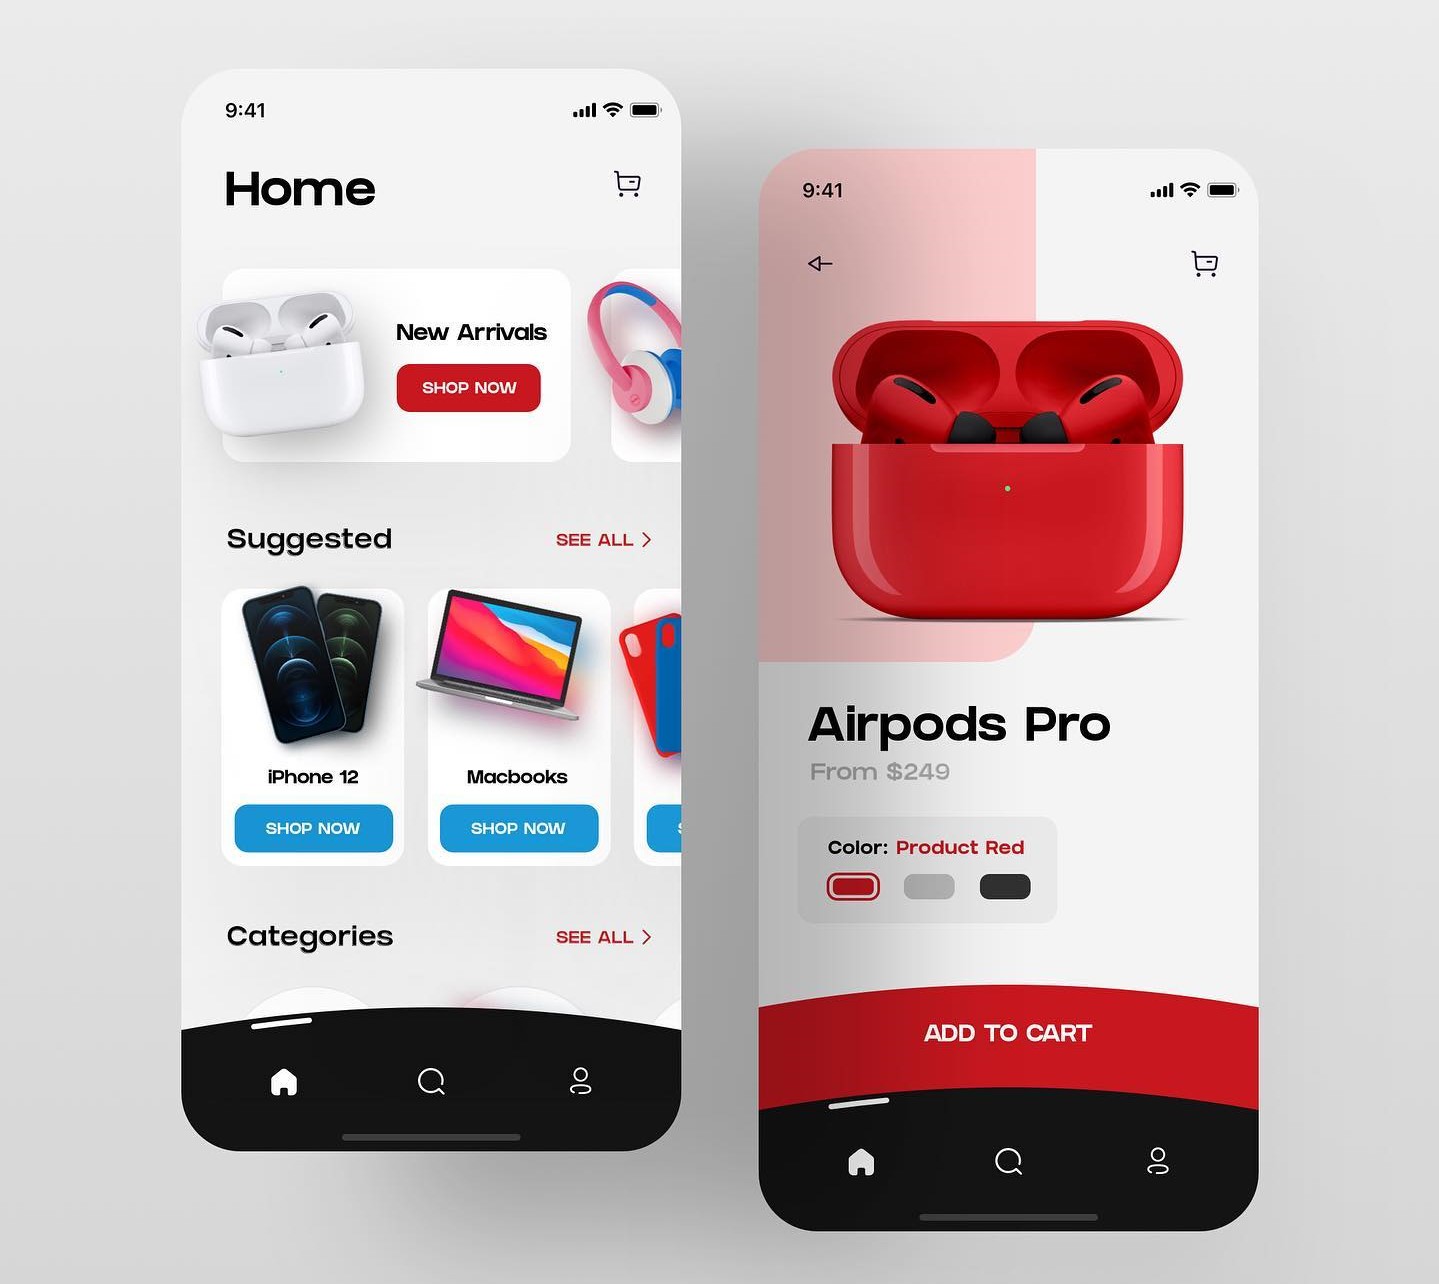 9:41
Home
New Arrivals
SHOP NOW
Suggested
SEE ALL
iPhone 12
SHOP NOW
Macbooks
SHOP NOW
Categories
SEE ALL
9:41
Airpods Pro
From $249
Color: Product Red
ADD TO CART